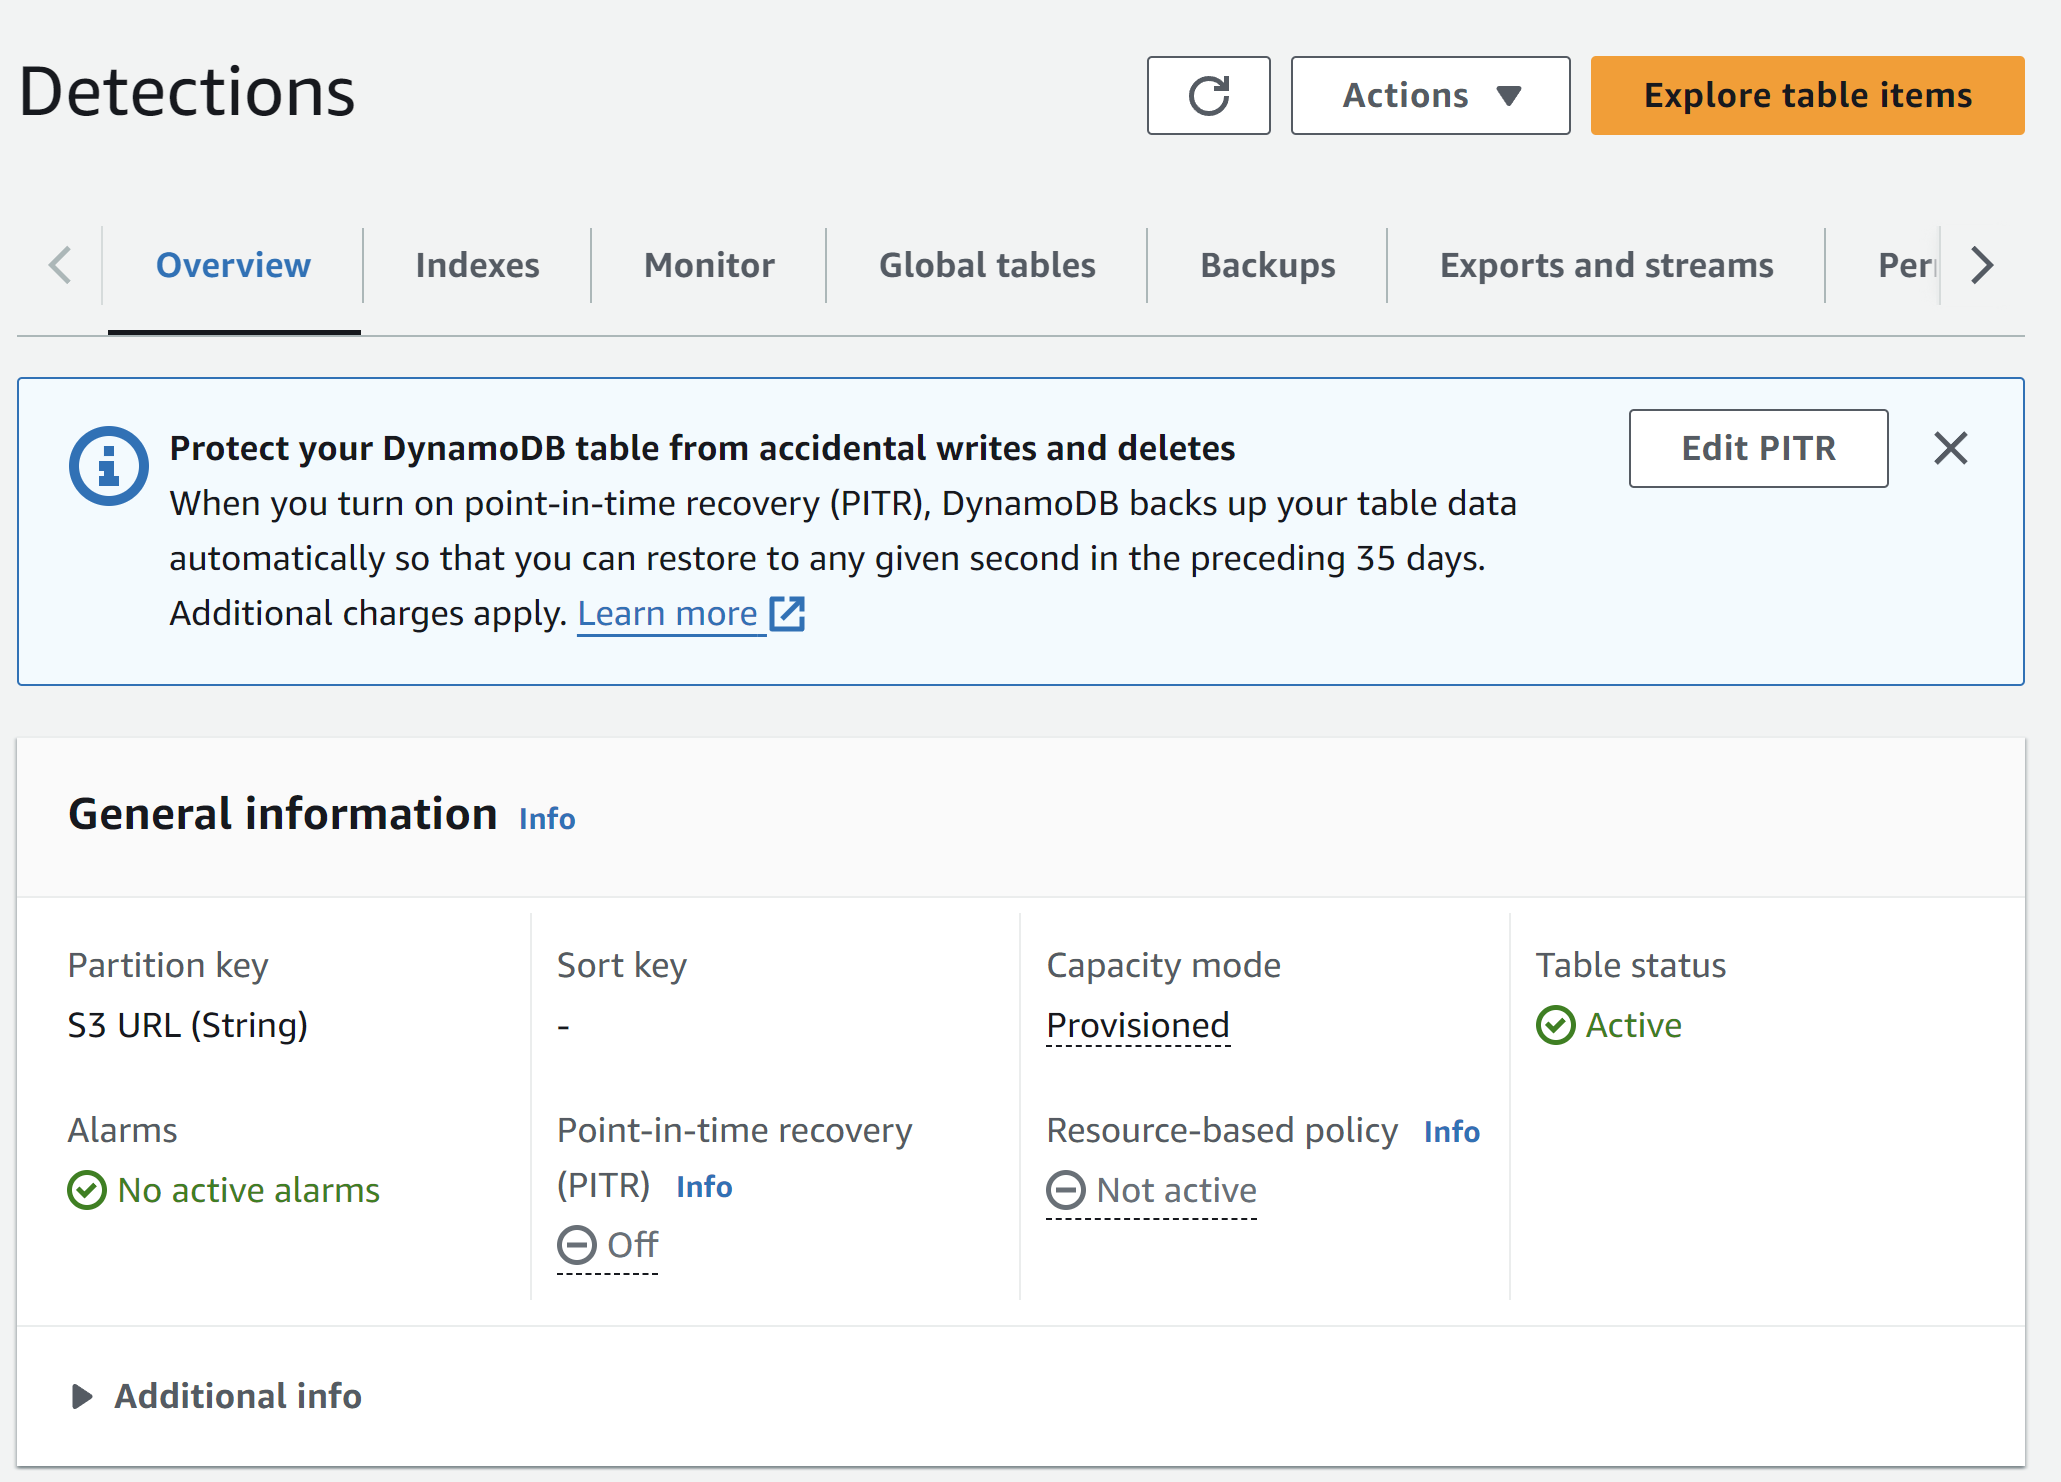 Detections
Actions
Explore table items
Overview
Indexes
Monitor
Global tables
Backups
Exports and streams
Protect your DynamoDB table from accidental writes and deletes
Edit PITR
When you turn on point-in-time recovery (PITR), DynamoDB backs up your table data
automatically so that you can restore to any given second in the preceding 35 days.
Additional charges apply. Learn more
General information Info
Partition key
S3 URL (String)
Sort key
-
Capacity mode
Provisioned
Table status
Active
Alarms
No active alarms
Point-in-time recovery
(PITR) Info
Off
Resource-based policy Info
Not active
Additional info